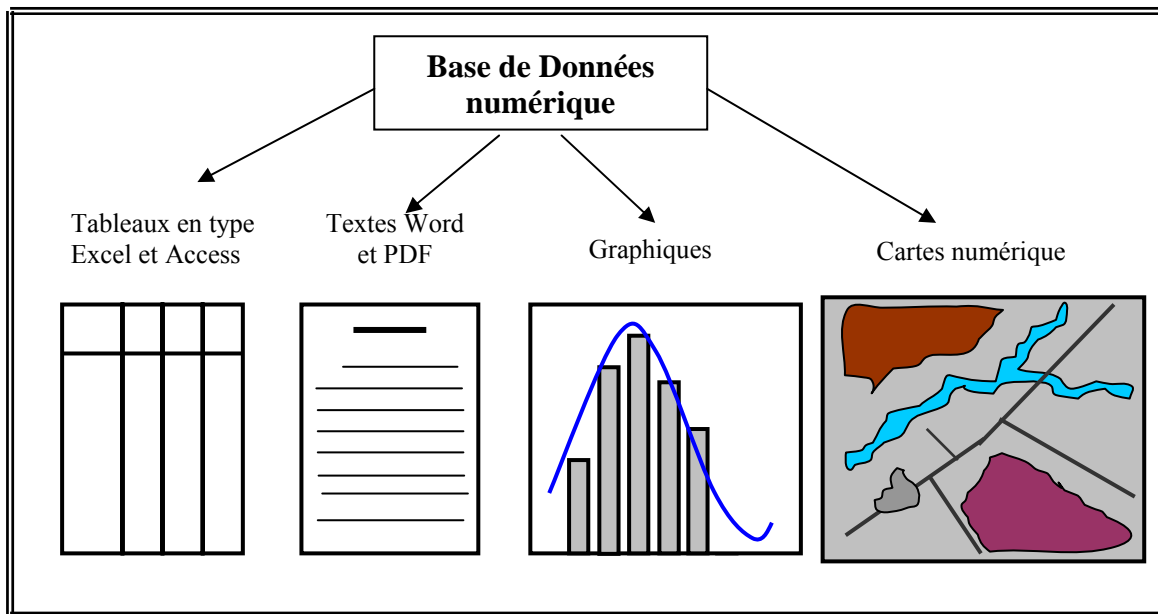 Base de Données
numérique
Tableaux en type
Excel et Access
Textes Word
et PDF
Graphiques
Cartes numérique